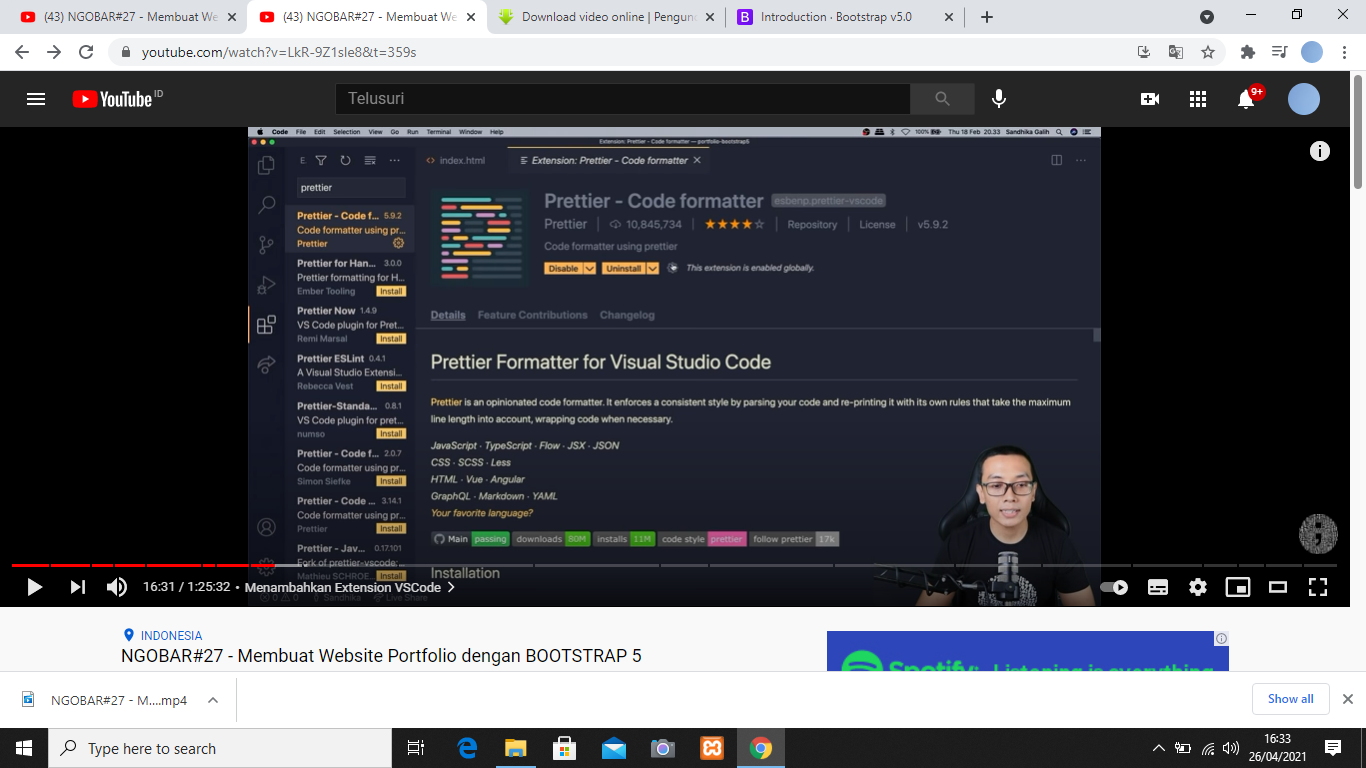 (43) NGOBAR#27 - Membuat We
(43) NGOBAR#27 - Membuat We
Download video online | Pengun
Introduction · Bootstrap v5.0
youtube.com/watch?v=LkR-9Z1sle8&t=359s
YouTube ID
Telusuri
9+
Code File Edit Selection View Go Run Terminal Window Help
100% Thu 18 Feb 20.33 Sandhika Galih
Extension: Prettier - Code formatter — portfolio-bootstrap5
E.
index.html
Extension: Prettier - Code formatter
prettier
Prettier - Code f... 5.9.2
Code formatter using pr...
Prettier
Prettier for Han... 3.0.0
Prettier formatting for H...
Ember Tooling Install
Prettier Now 1.4.9
VS Code plugin for Pret...
Remi Marsal Install
Prettier ESLint 0.4.1
A Visual Studio Extensi...
Rebecca Vest Install
Prettier-Standa... 0.8.1
VS Code plugin for pret...
numso Install
Prettier - Code f... 2.0.7
Code formatter using pr...
Simon Siefke Install
Prettier - Code ... 3.14.1
Code formatter using pr...
Prettier Install
Prettier - Jav... 0.17.101
Fork of prettier-vscode:
Mathieu SCHROE... Install
Prettier - Code formatter esbenp.prettier-vscode
Prettier 10,845,734 Repository License v5.9.2
Code formatter using prettier
Disable Uninstall This extension is enabled globally.
Details Feature Contributions Changelog
Prettier Formatter for Visual Studio Code
Prettier is an opinionated code formatter. It enforces a consistent style by parsing your code and re-printing it with its own rules that take the maximum
line length into account, wrapping code when necessary.
JavaScript · TypeScript · Flow · JSX · JSON
CSS · SCSS · Less
HTML · Vue · Angular
GraphQL · Markdown · YAML
Your favorite language?
Main passing downloads 80M installs 11M code style prettier follow prettier 17k
Installation
0 0 Sandhika Live Share
16:31 / 1:25:32 • Menambahkan Extension VSCode
INDONESIA
NGOBAR#27 - Membuat Website Portfolio dengan BOOTSTRAP 5
Spotify: Listening is everything
NGOBAR#27 - M....mp4
Show all
Type here to search
16:33
26/04/2021